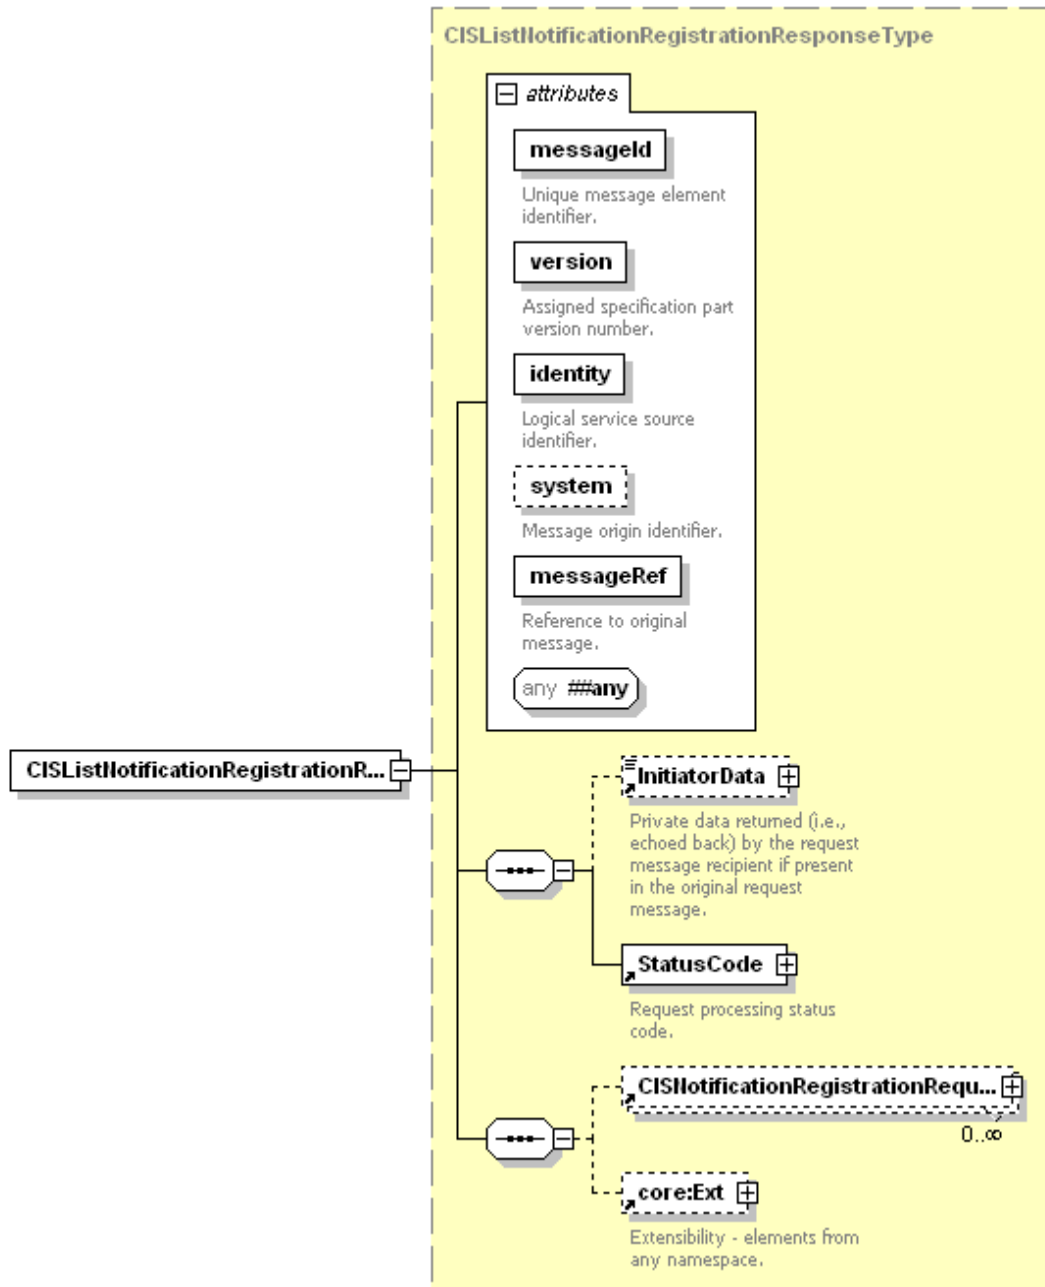 CISListNotificationRegistrationResponseType
attributes
messageId
Unique message element
identifier.
version
Assigned specification part
version number.
identity
Logical service source
identifier.
system
Message origin identifier.
messageRef
Reference to original
message.
any ##any
CISListNotificationRegistrationR...
InitiatorData
Private data returned (i.e.,
echoed back) by the request
message recipient if present
in the original request
message.
StatusCode
Request processing status
code.
CISNotificationRegistrationRequ...
0..∞
core:Ext
Extensibility - elements from
any namespace.